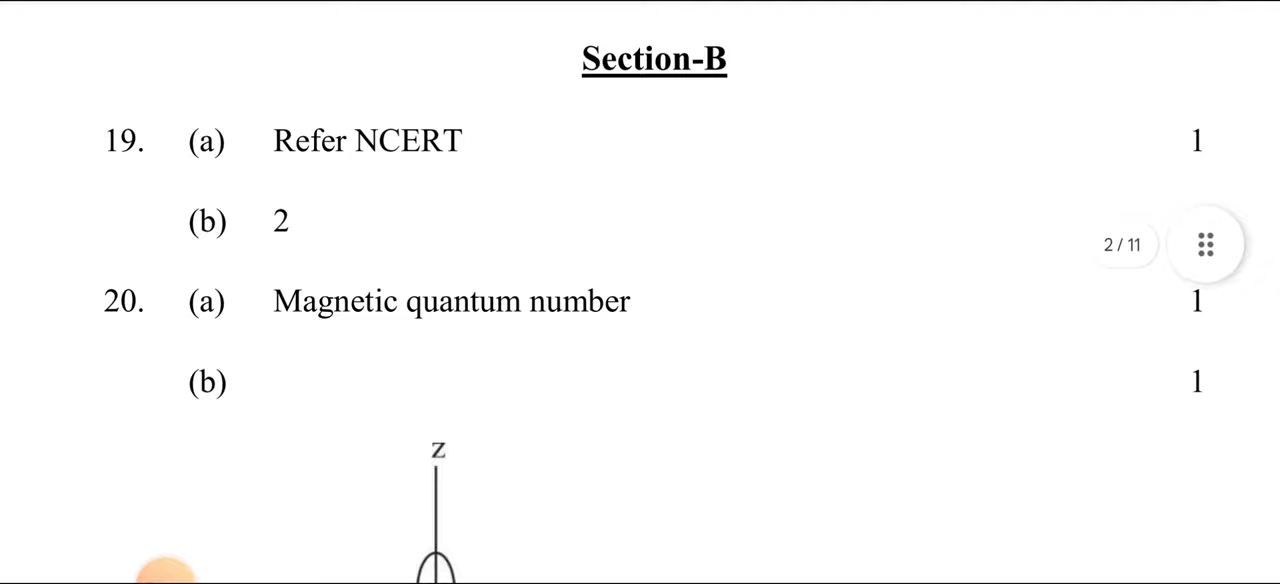 Section-B
19. (a) Refer NCERT 1
(b) 2
2 / 11
20. (a) Magnetic quantum number 1
(b) 1
z